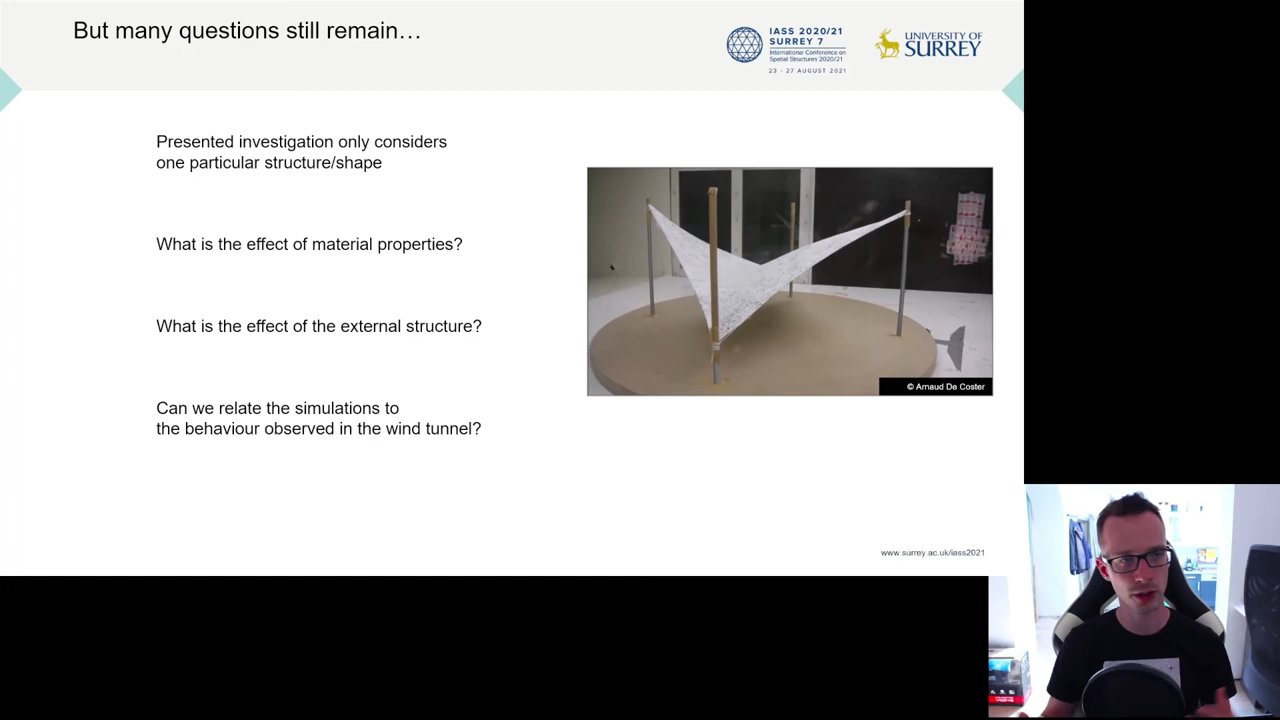 But many questions still remain…
IASS 2020/21
SURREY 7
International Conference on
Spatial Structures 2020/21
23 - 27 AUGUST 2021
UNIVERSITY OF
SURREY
Presented investigation only considers
one particular structure/shape
What is the effect of material properties?
What is the effect of the external structure?
Can we relate the simulations to
the behaviour observed in the wind tunnel?
© Arnaud De Coster
www.surrey.ac.uk/iass2021